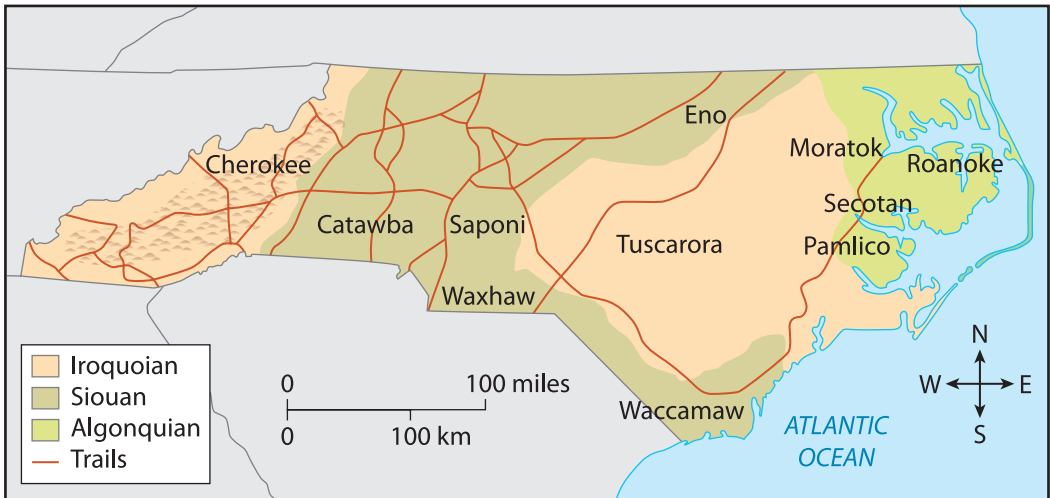 Eno
Moratok
Roanoke
Cherokee
Secotan
Catawba
Saponi
Tuscarora
Pamlico
Waxhaw
Waccamaw
Iroquoian
Siouan
Algonquian
Trails
0 100 miles
0 100 km
ATLANTIC
OCEAN
N
W E
S